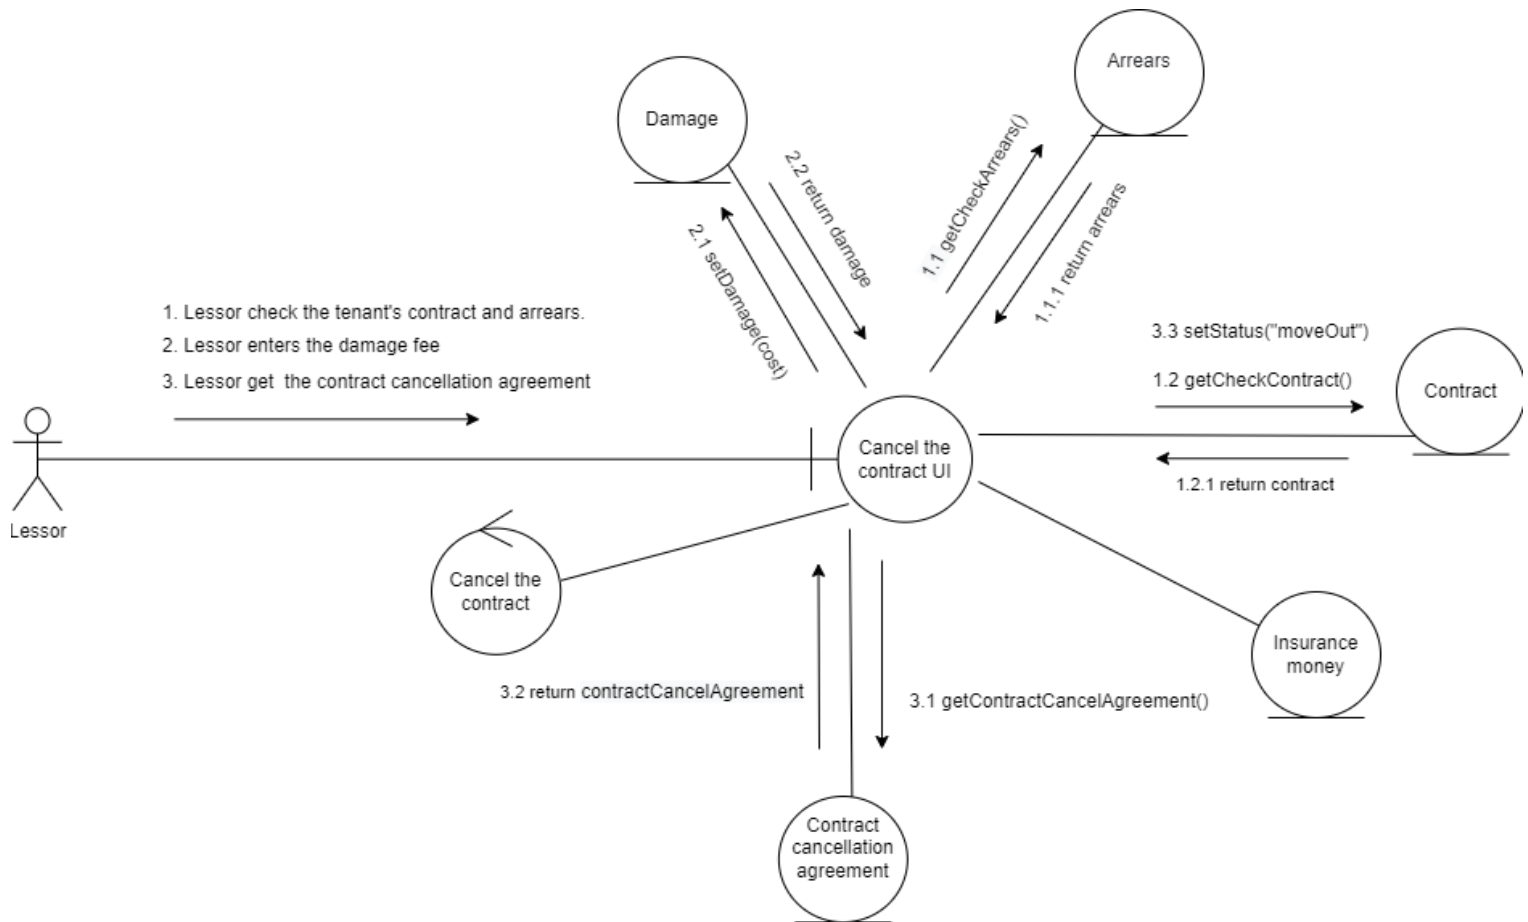 Arrears
Damage
2.2 return damage
1.1 getCheckArrears()
2.1 setDamage(cost)
1.1.1 return arrears
1. Lessor check the tenant's contract and arrears.
2. Lessor enters the damage fee
3. Lessor get the contract cancellation agreement
3.3 setStatus("moveOut")
1.2 getCheckContract()
Contract
1.2.1 return contract
Cancel the
contract UI
Lessor
Cancel the
contract
Insurance
money
3.2 return contractCancelAgreement
3.1 getContractCancelAgreement()
Contract
cancellation
agreement